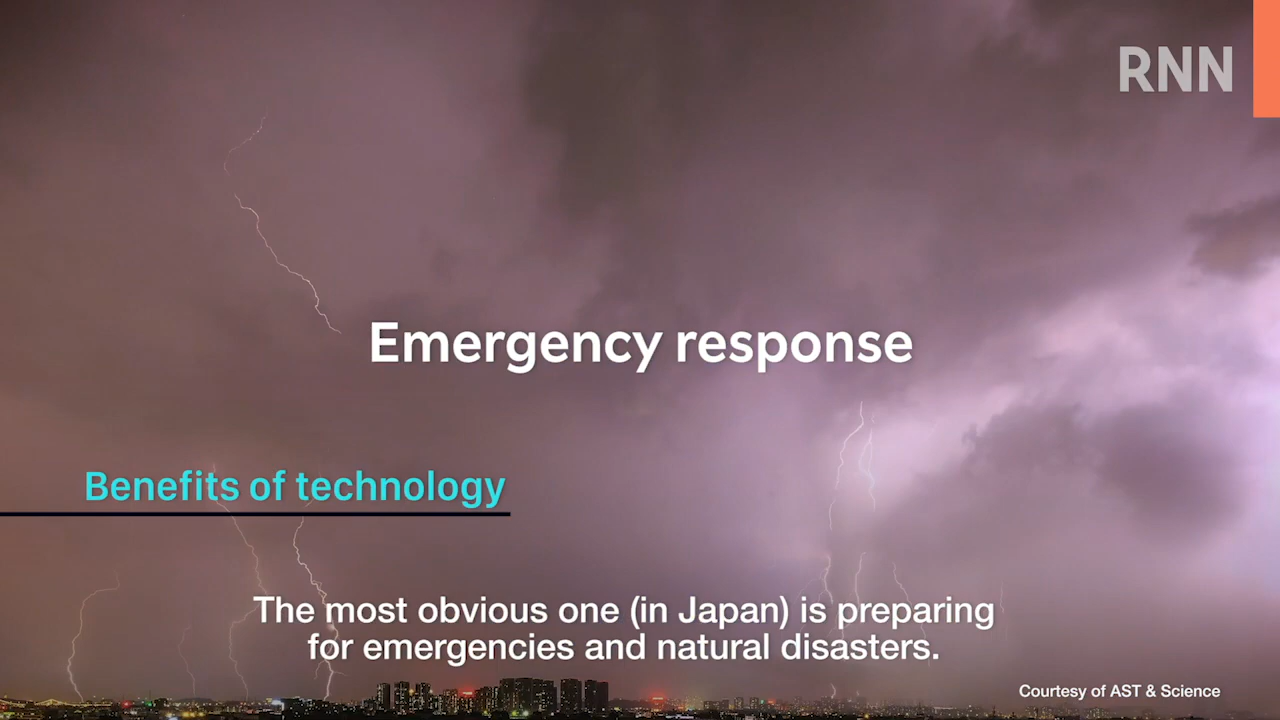 RNN
Emergency response
Benefits of technology
The most obvious one (in Japan) is preparing
for emergencies and natural disasters.
Courtesy of AST & Science